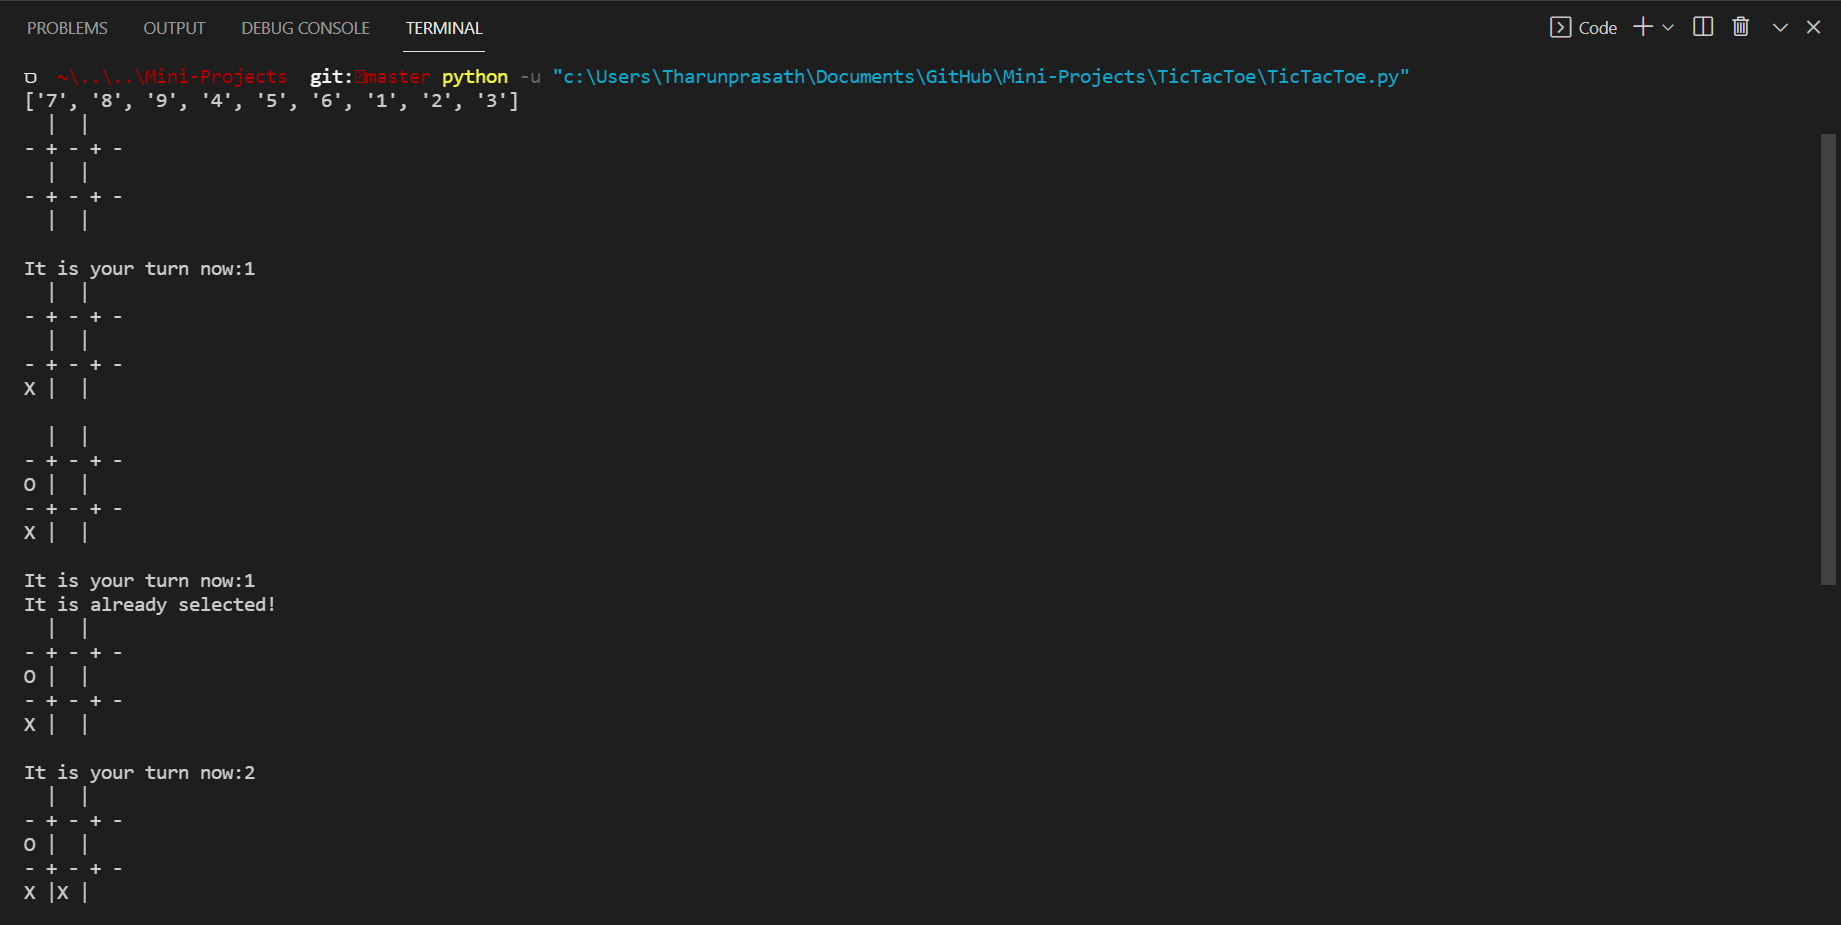 PROBLEMS OUTPUT DEBUG CONSOLE TERMINAL Code
~\..\..\Mini-Projects git:master python -u "c:\Users\Tharunprasath\Documents\GitHub\Mini-Projects\TicTacToe\TicTacToe.py"
['7', '8', '9', '4', '5', '6', '1', '2', '3']
  |  |
- + - + -
  |  |
- + - + -
  |  |
It is your turn now:1
  |  |
- + - + -
  |  |
- + - + -
X |  |
  |  |
- + - + -
O |  |
- + - + -
X |  |
It is your turn now:1
It is already selected!
  |  |
- + - + -
O |  |
- + - + -
X |  |
It is your turn now:2
  |  |
- + - + -
O |  |
- + - + -
X |X |